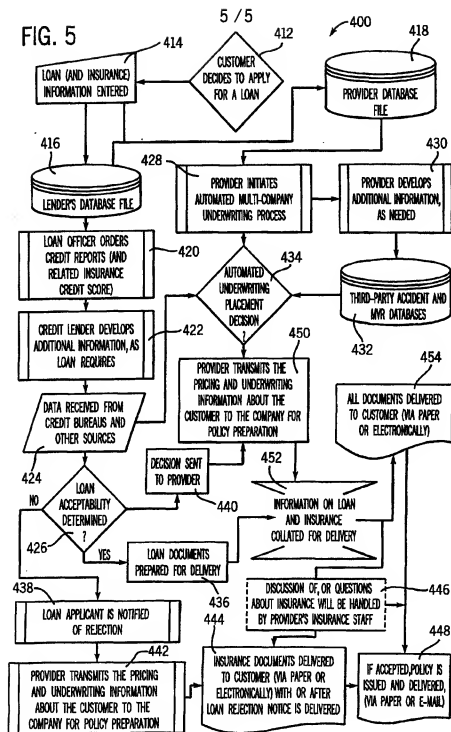 5 / 5
FIG. 5
400
412
CUSTOMER
DECIDES TO APPLY
FOR A LOAN
414
LOAN (AND INSURANCE)
INFORMATION ENTERED
418
PROVIDER DATABASE
FILE
416
LENDER'S DATABASE FILE
428
PROVIDER INITIATES
AUTOMATED MULTI-COMPANY
UNDERWRITING PROCESS
430
PROVIDER DEVELOPS
ADDITIONAL INFORMATION,
AS NEEDED
LOAN OFFICER ORDERS
CREDIT REPORTS (AND
RELATED INSURANCE
CREDIT SCORE)
420
434
AUTOMATED
UNDERWRITING
PLACEMENT
DECISION
?
THIRD-PARTY ACCIDENT AND
MVR DATABASES
432
CREDIT LENDER DEVELOPS
ADDITIONAL INFORMATION, AS
LOAN REQUIRES
422
450
PROVIDER TRANSMITS THE
PRICING AND UNDERWRITING
INFORMATION ABOUT THE
CUSTOMER TO THE COMPANY FOR
POLICY PREPARATION
454
ALL DOCUMENTS DELIVERED
TO CUSTOMER (VIA PAPER
OR ELECTRONICALLY)
DATA RECEIVED FROM
CREDIT BUREAUS AND
OTHER SOURCES
424
NO
LOAN
ACCEPTABILITY
DETERMINED
?
426
YES
DECISION SENT
TO PROVIDER
440
452
INFORMATION ON LOAN
AND INSURANCE
COLLATED FOR DELIVERY
LOAN DOCUMENTS
PREPARED FOR DELIVERY
436
438
LOAN APPLICANT IS NOTIFIED
OF REJECTION
DISCUSSION OF, OR QUESTIONS
ABOUT INSURANCE WILL BE HANDLED
BY PROVIDER'S INSURANCE STAFF
446
442
PROVIDER TRANSMITS THE PRICING
AND UNDERWRITING INFORMATION
ABOUT THE CUSTOMER TO THE
COMPANY FOR POLICY PREPARATION
444
INSURANCE DOCUMENTS DELIVERED
TO CUSTOMER (VIA PAPER OR
ELECTRONICALLY) WITH OR AFTER
LOAN REJECTION NOTICE IS DELIVERED
448
IF ACCEPTED,POLICY IS
ISSUED AND DELIVERED,
(VIA PAPER OR E-MAIL)